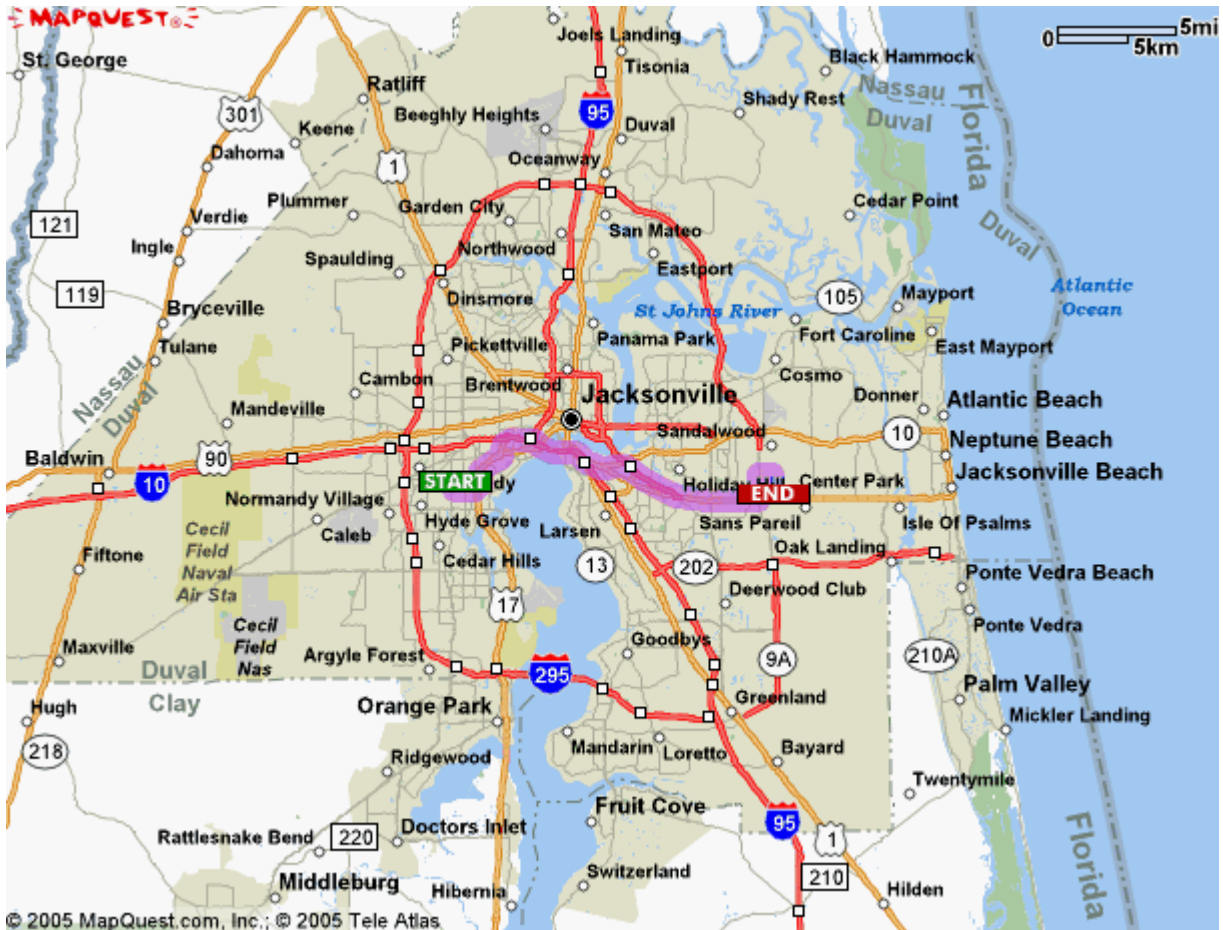 MAPQUEST®
0 5mi
5km
St. George
Joels Landing
Tisonia
Black Hammock
Nassau
Duval
Florida
Duval
Ratliff
Beeghly Heights
95
Shady Rest
301
Keene
Duval
Dahoma
1
Oceanway
121
Verdie
Plummer
Garden City
Cedar Point
San Mateo
Ingle
Northwood
Spaulding
Eastport
119
Dinsmore
105
Mayport
Atlantic
Ocean
Bryceville
St Johns River
Fort Caroline
Tulane
Pickettville
Panama Park
East Mayport
Nassau
Duval
Cambon
Brentwood
Cosmo
Jacksonville
Donner
Atlantic Beach
Mandeville
10
Sandalwood
Neptune Beach
Baldwin
90
10
START
dy
Holiday Hill
END
Center Park
Jacksonville Beach
Normandy Village
Hyde Grove
Sans Pareil
Isle Of Psalms
Caleb
Larsen
Cecil
Field
Naval
Air Sta
Fiftone
Cedar Hills
13
202
Oak Landing
Ponte Vedra Beach
17
Deerwood Club
Ponte Vedra
Cecil
Field
Nas
Maxville
Goodbys
Argyle Forest
9A
210A
Duval
Clay
295
Greenland
Palm Valley
Hugh
Orange Park
Mickler Landing
218
Mandarin
Loretto
Bayard
Ridgewood
Twentymile
Fruit Cove
Rattlesnake Bend
220
Doctors Inlet
95
1
Florida
Switzerland
210
Middleburg
Hibernia
Hilden
© 2005 MapQuest.com, Inc.; © 2005 Tele Atlas